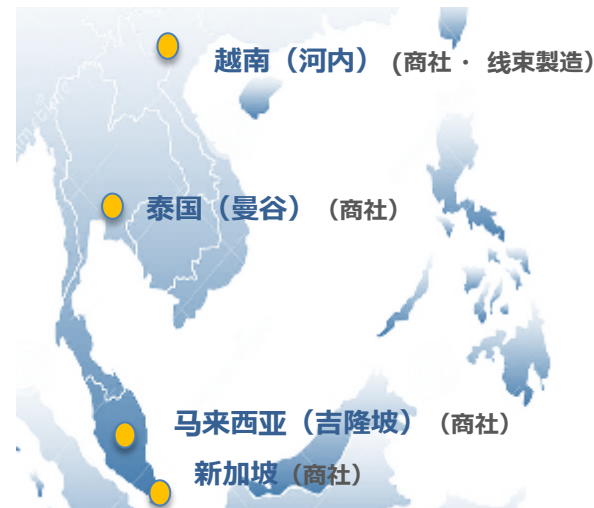 越南（河内）(商社· 线束製造）
泰国（曼谷）（商社）
马来西亚（吉隆坡）（商社）
新加坡（商社）